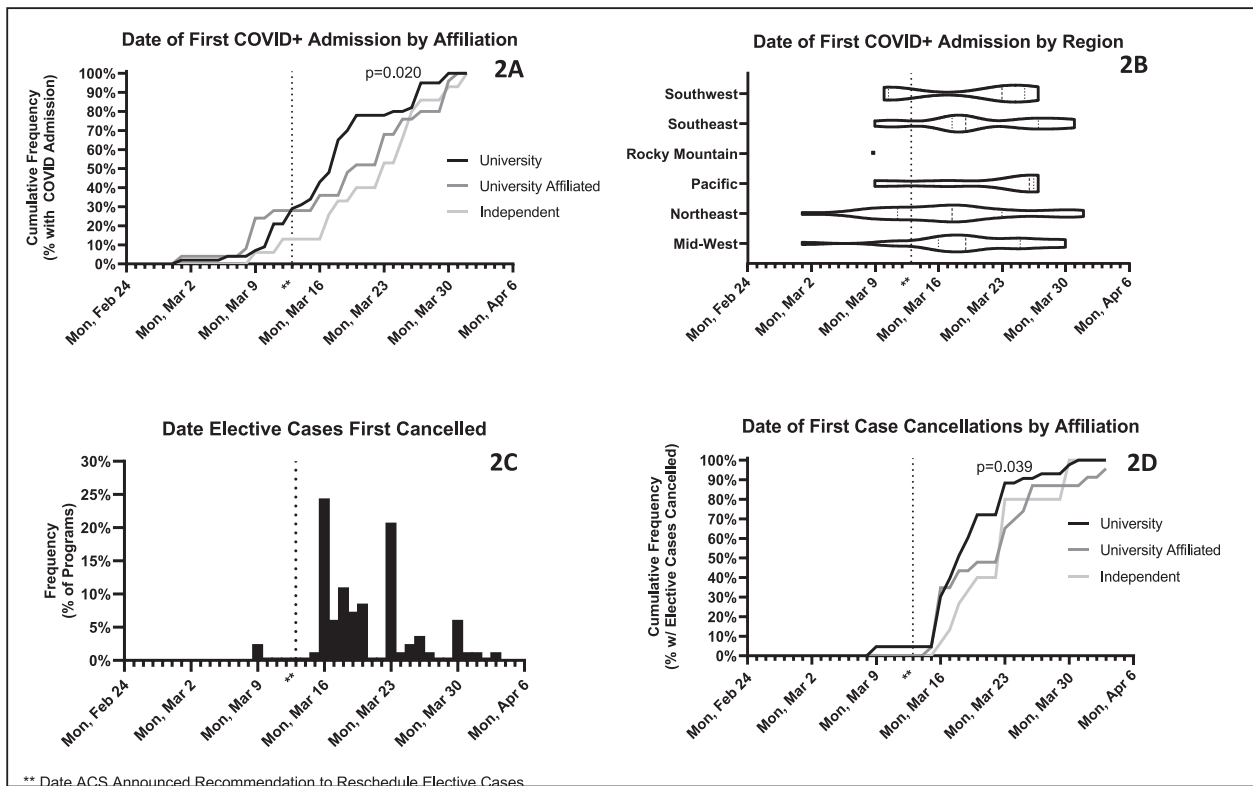 Date of First COVID+ Admission by Affiliation
2A
p=0.020
Cumulative Frequency
(% with COVID Admission)
100%
90%
80%
70%
60%
50%
40%
30%
20%
10%
0%
University
University Affiliated
Independent
Mon, Feb 24
Mon, Mar 2
Mon, Mar 9
**
Mon, Mar 16
Mon, Mar 23
Mon, Mar 30
Mon, Apr 6
Date of First COVID+ Admission by Region
2B
Southwest
Southeast
Rocky Mountain
Pacific
Northeast
Mid-West
Mon, Feb 24
Mon, Mar 2
Mon, Mar 9
**
Mon, Mar 16
Mon, Mar 23
Mon, Mar 30
Mon, Apr 6
Date Elective Cases First Cancelled
2C
Frequency
(% of Programs)
30%
25%
20%
15%
10%
5%
0%
Mon, Feb 24
Mon, Mar 2
Mon, Mar 9
**
Mon, Mar 16
Mon, Mar 23
Mon, Mar 30
Mon, Apr 6
Date of First Case Cancellations by Affiliation
2D
p=0.039
Cumulative Frequency
(% w/ Elective Cases Cancelled)
100%
90%
80%
70%
60%
50%
40%
30%
20%
10%
0%
University
University Affiliated
Independent
Mon, Feb 24
Mon, Mar 2
Mon, Mar 9
**
Mon, Mar 16
Mon, Mar 23
Mon, Mar 30
Mon, Apr 6
** Date ACS Announced Recommendation to Reschedule Elective Cases